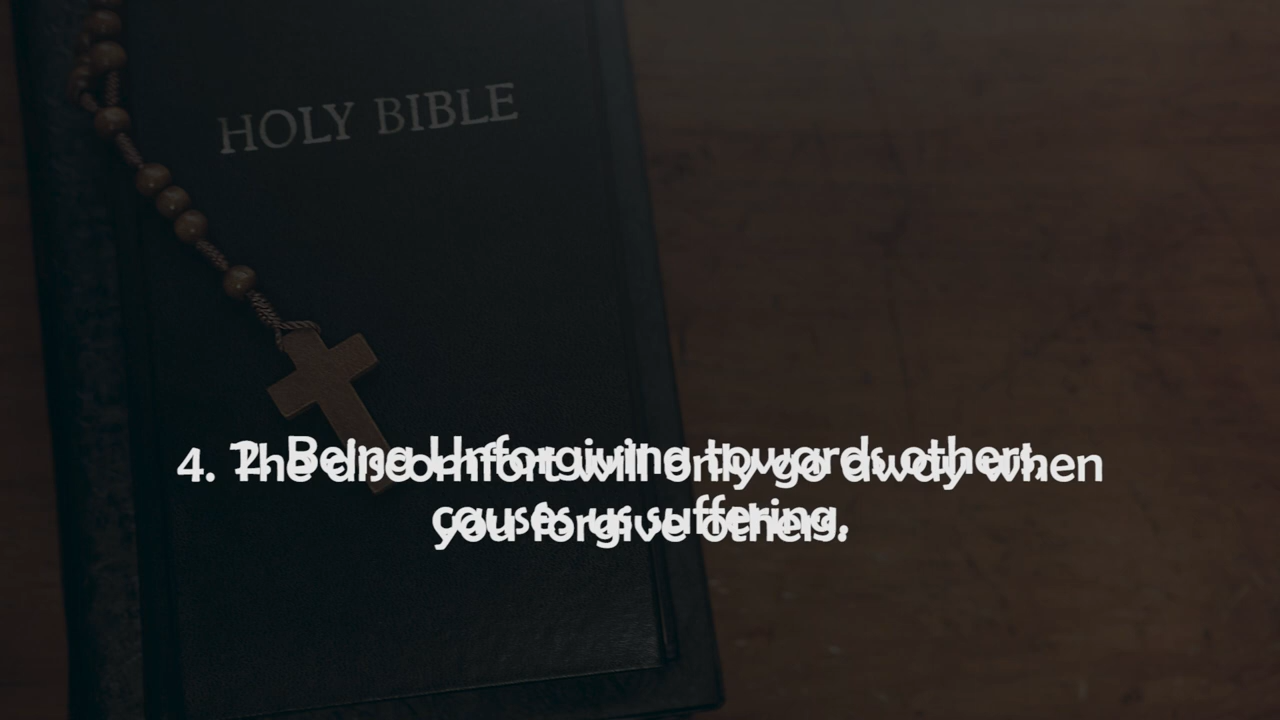 HOLY BIBLE
2. Being Unforgiving towards others,
causes us suffering.
4. The discomfort will only go away when
you forgive others.